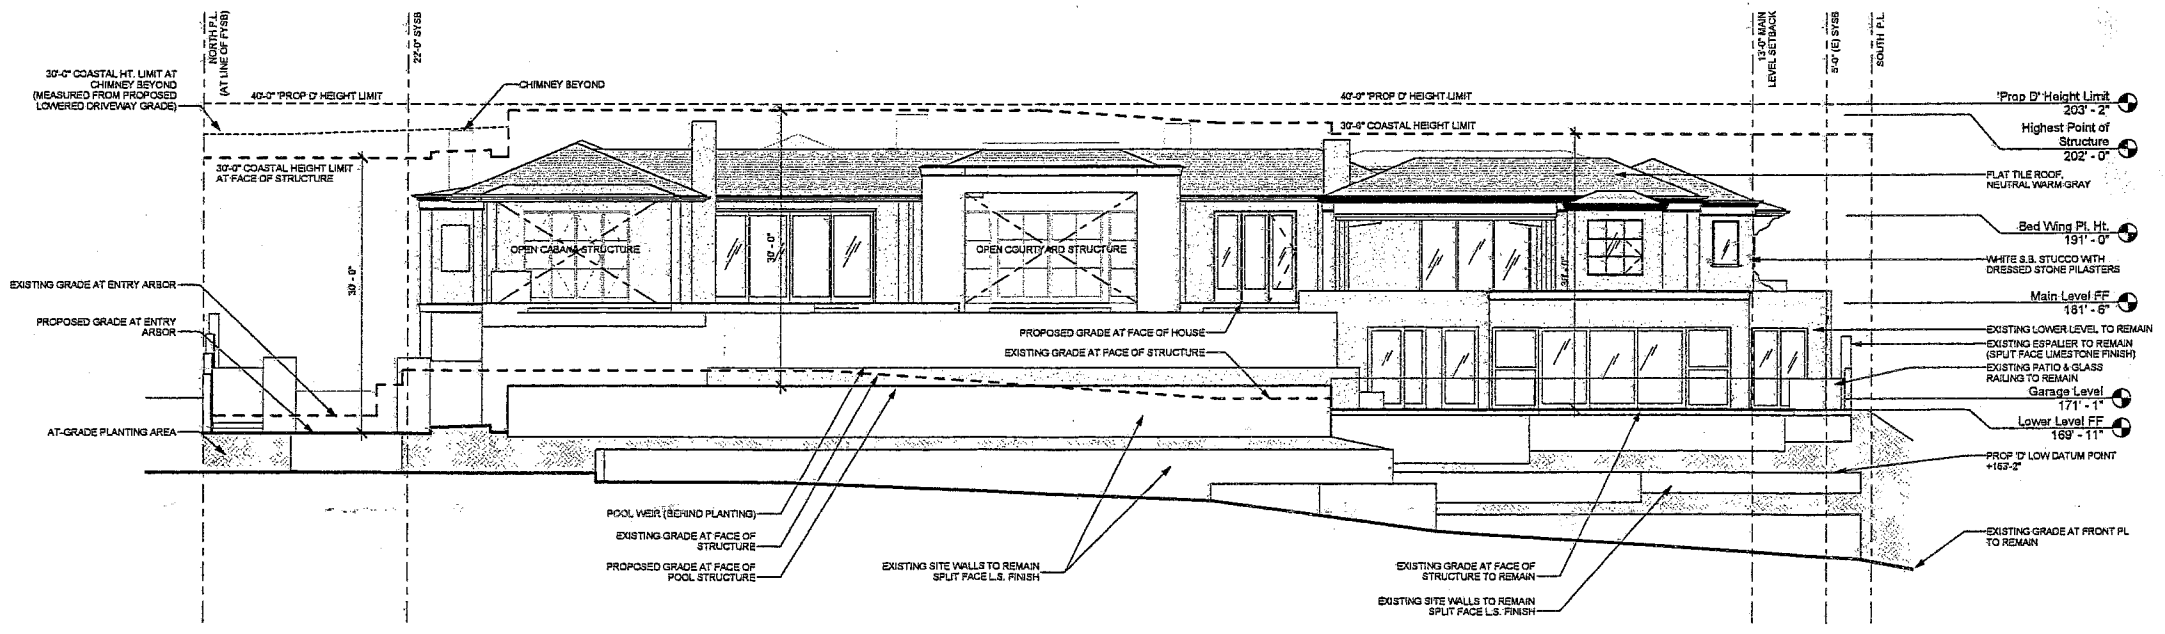 NORTH P.L.
(AT LINE OF FYSB)
22'-0" SYSB
13'-0" MAIN
LEVEL SETBACK
5'-0" (E) SYSB
SOUTH P.L.
30'-0" COASTAL HT. LIMIT AT
CHIMNEY BEYOND
(MEASURED FROM PROPOSED
LOWERED DRIVEWAY GRADE)
CHIMNEY BEYOND
40'-0" 'PROP D' HEIGHT LIMIT
40'-0" 'PROP D' HEIGHT LIMIT
'Prop D' Height Limit
203' - 2"
30'-0" COASTAL HEIGHT LIMIT
Highest Point of
Structure
202' - 0"
30'-0" COASTAL HEIGHT LIMIT
AT FACE OF STRUCTURE
FLAT TILE ROOF,
NEUTRAL WARM GRAY
OPEN CABANA STRUCTURE
30'-0"
OPEN COURTYARD STRUCTURE
Bed Wing Pl. Ht.
191' - 0"
WHITE S.B. STUCCO WITH
DRESSED STONE PILASTERS
30'-0"
EXISTING GRADE AT ENTRY ARBOR
Main Level FF
181' - 6"
PROPOSED GRADE AT ENTRY
ARBOR
PROPOSED GRADE AT FACE OF HOUSE
EXISTING LOWER LEVEL TO REMAIN
EXISTING GRADE AT FACE OF STRUCTURE
EXISTING ESPALIER TO REMAIN
(SPLIT FACE LIMESTONE FINISH)
EXISTING PATIO & GLASS
RAILING TO REMAIN
Garage Level
171' - 1"
AT-GRADE PLANTING AREA
Lower Level FF
169' - 11"
PROP 'D' LOW DATUM POINT
+163'-2"
POOL WEIR (BEHIND PLANTING)
EXISTING GRADE AT FACE OF
STRUCTURE
EXISTING GRADE AT FRONT PL
TO REMAIN
PROPOSED GRADE AT FACE OF
POOL STRUCTURE
EXISTING SITE WALLS TO REMAIN
SPLIT FACE L.S. FINISH
EXISTING GRADE AT FACE OF
STRUCTURE TO REMAIN
EXISTING SITE WALLS TO REMAIN
SPLIT FACE L.S. FINISH